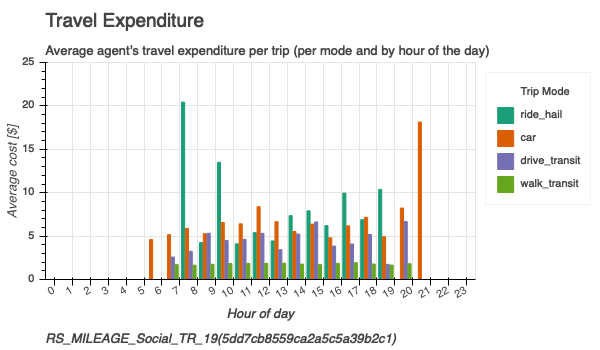 Travel Expenditure
Average agent's travel expenditure per trip (per mode and by hour of the day)
25
20
15
10
5
0
Average cost [$]
0 1 2 3 4 5 6 7 8 9 10 11 12 13 14 15 16 17 18 19 20 21 22 23
Hour of day
Trip Mode
ride_hail
car
drive_transit
walk_transit
RS_MILEAGE_Social_TR_19(5dd7cb8559ca2a5c5a39b2c1)